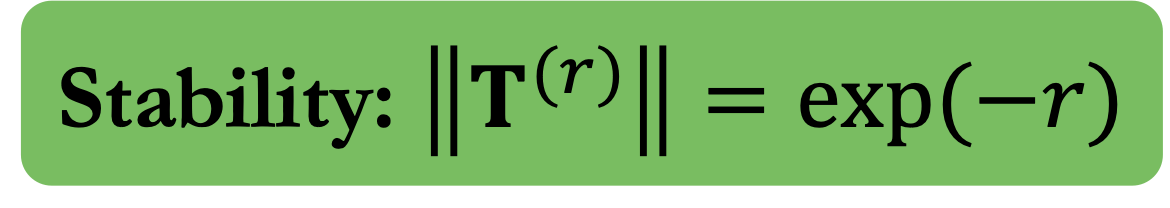 Stability: ‖𝐓⁽ʳ⁾‖ = exp(−𝑟)